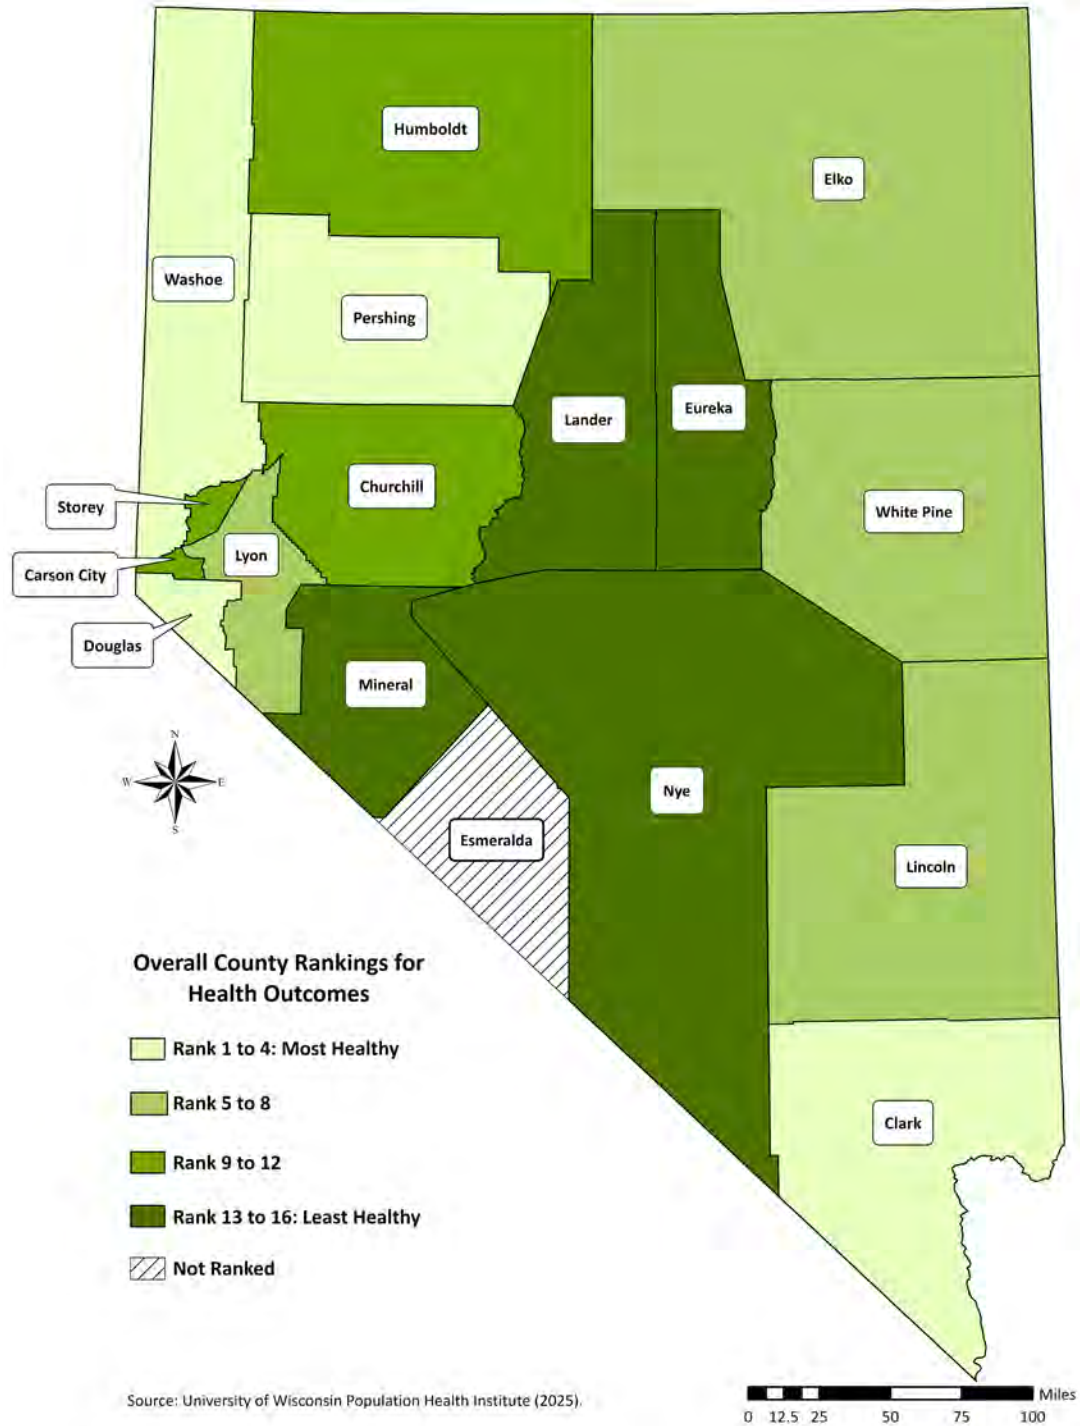 Humboldt
Elko
Washoe
Pershing
Lander
Eureka
Churchill
Storey
White Pine
Lyon
Carson City
Douglas
Mineral
N
W
E
S
Nye
Esmeralda
Lincoln
Overall County Rankings for
Health Outcomes
Rank 1 to 4: Most Healthy
Rank 5 to 8
Clark
Rank 9 to 12
Rank 13 to 16: Least Healthy
Not Ranked
Source: University of Wisconsin Population Health Institute (2025).
Miles
0 12.5 25 50 75 100